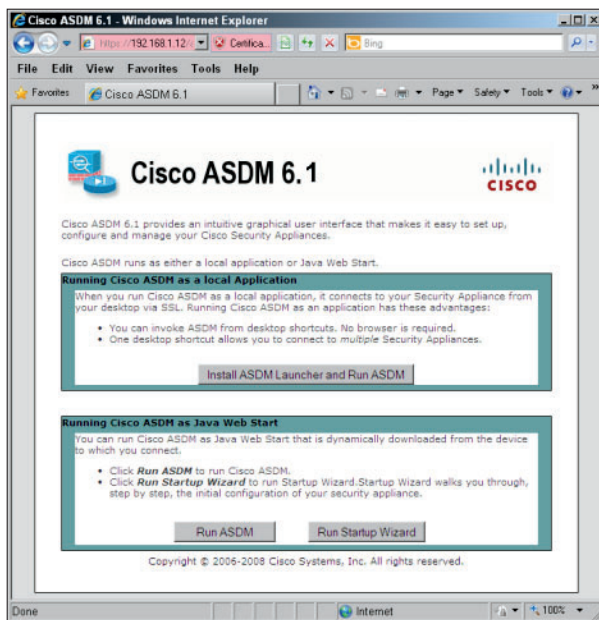 Cisco ASDM 6.1 - Windows Internet Explorer
https://192.168.1.12/ Certifica... Bing
File Edit View Favorites Tools Help
Favorites Cisco ASDM 6.1 Page Safety Tools »
Cisco ASDM 6.1
CISCO
Cisco ASDM 6.1 provides an intuitive graphical user interface that makes it easy to set up,
configure and manage your Cisco Security Appliances.
Cisco ASDM runs as either a local application or Java Web Start.
Running Cisco ASDM as a local Application
When you run Cisco ASDM as a local application, it connects to your Security Appliance from
your desktop via SSL. Running Cisco ASDM as an application has these advantages:
• You can invoke ASDM from desktop shortcuts. No browser is required.
• One desktop shortcut allows you to connect to multiple Security Appliances.
Install ASDM Launcher and Run ASDM
Running Cisco ASDM as Java Web Start
You can run Cisco ASDM as Java Web Start that is dynamically downloaded from the device
to which you connect.
• Click Run ASDM to run Cisco ASDM.
• Click Run Startup Wizard to run Startup Wizard.Startup Wizard walks you through,
step by step, the initial configuration of your security appliance.
Run ASDM Run Startup Wizard
Copyright © 2006-2008 Cisco Systems, Inc. All rights reserved.
Done Internet 100%